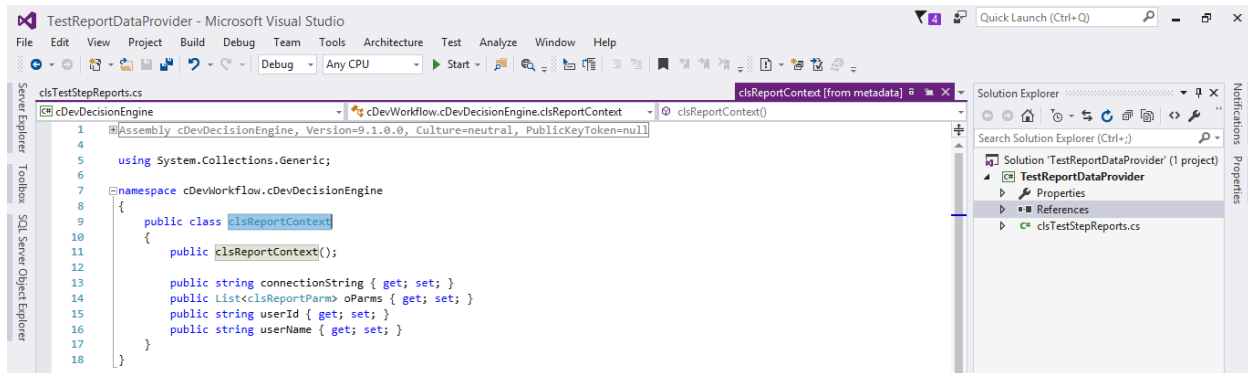 TestReportDataProvider - Microsoft Visual Studio
4
Quick Launch (Ctrl+Q)
File Edit View Project Build Debug Team Tools Architecture Test Analyze Window Help
Debug Any CPU Start
clsTestStepReports.cs
clsReportContext [from metadata]
cDevDecisionEngine
cDevWorkflow.cDevDecisionEngine.clsReportContext
clsReportContext()
1 Assembly cDevDecisionEngine, Version=9.1.0.0, Culture=neutral, PublicKeyToken=null
4
5 using System.Collections.Generic;
6
7 namespace cDevWorkflow.cDevDecisionEngine
8 {
9 public class clsReportContext
10 {
11 public clsReportContext();
12
13 public string connectionString { get; set; }
14 public List<clsReportParm> oParms { get; set; }
15 public string userId { get; set; }
16 public string userName { get; set; }
17 }
18 }
Server Explorer
Toolbox
SQL Server Object Explorer
Solution Explorer
Search Solution Explorer (Ctrl+;)
Solution 'TestReportDataProvider' (1 project)
C# TestReportDataProvider
Properties
References
C# clsTestStepReports.cs
Notifications
Properties